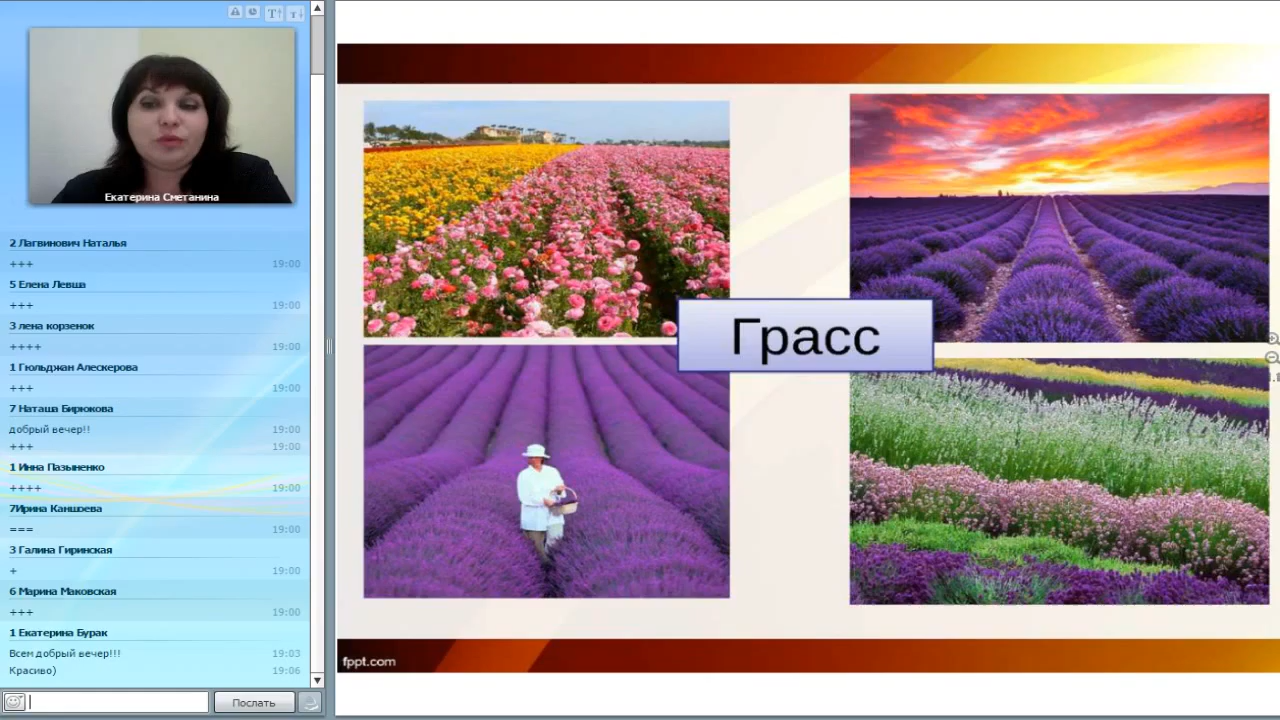 Екатерина Сметанина
2 Лагвинович Наталья
+++ 19:00
5 Елена Левша
+++ 19:00
3 лена корзенок
++++ 19:00
1 Гюльджан Алескерова
+++ 19:00
7 Наташа Бирюкова
добрый вечер!! 19:00
+++ 19:00
1 Инна Пазыненко
++++ 19:00
7Ирина Каншоева
=== 19:00
3 Галина Гиринская
+ 19:00
6 Марина Маковская
+++ 19:00
1 Екатерина Бурак
Всем добрый вечер!!! 19:03
Красиво) 19:06
Послать
Грасс
fppt.com